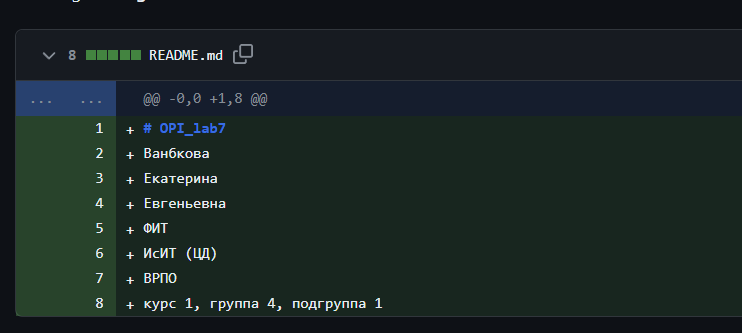 8 README.md
... ... @@ -0,0 +1,8 @@
1 + # OPI_lab7
2 + Ванбкова
3 + Екатерина
4 + Евгеньевна
5 + ФИТ
6 + ИсИТ (ЦД)
7 + ВРПО
8 + курс 1, группа 4, подгруппа 1